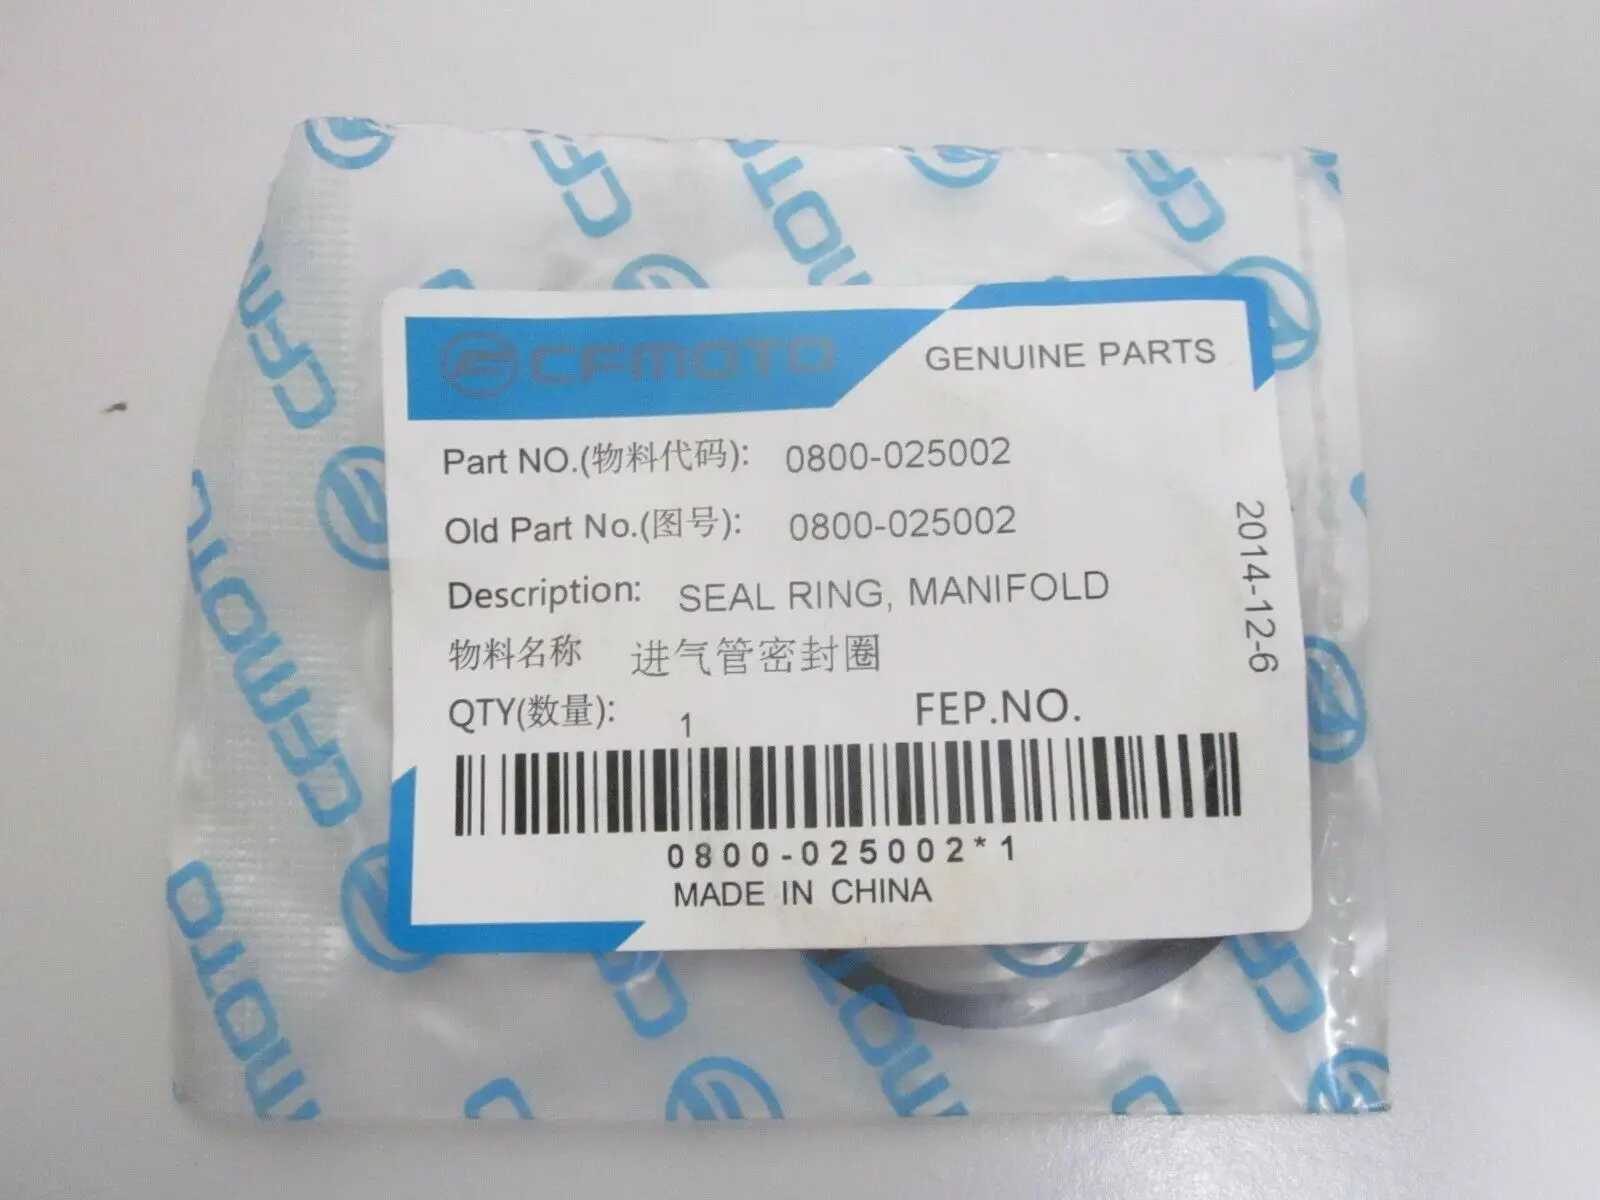 CFMOTO
GENUINE PARTS
Part NO.(物料代码): 0800-025002
Old Part No.(图号): 0800-025002
Description: SEAL RING, MANIFOLD
物料名称 进气管密封圈
QTY(数量): 1 FEP.NO.
0800-025002*1
MADE IN CHINA
2014-12-6
CFMOTO
CFMOTO